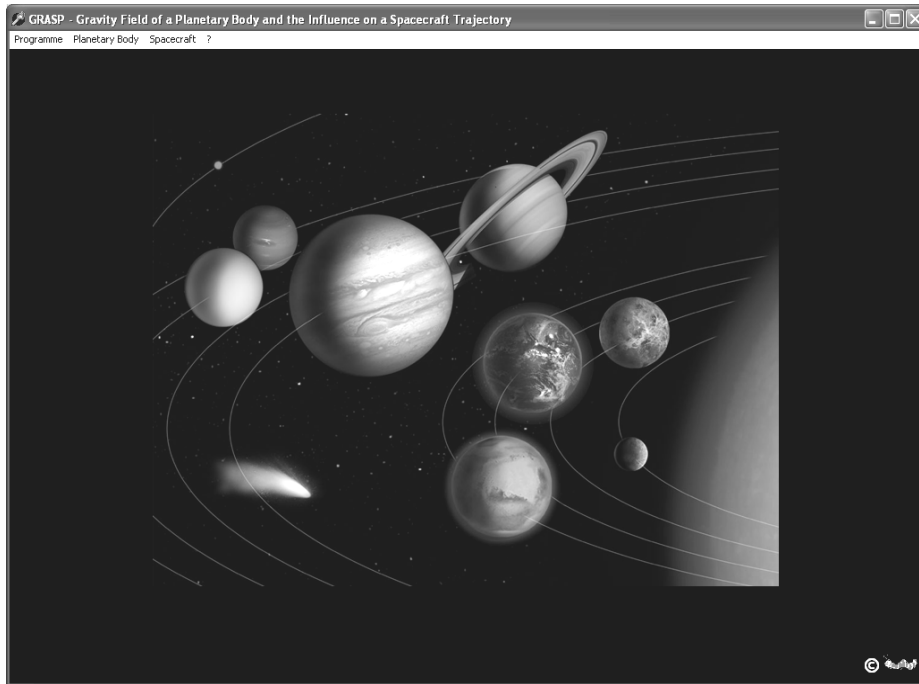 GRASP - Gravity Field of a Planetary Body and the Influence on a Spacecraft Trajectory
Programme Planetary Body Spacecraft ?
©